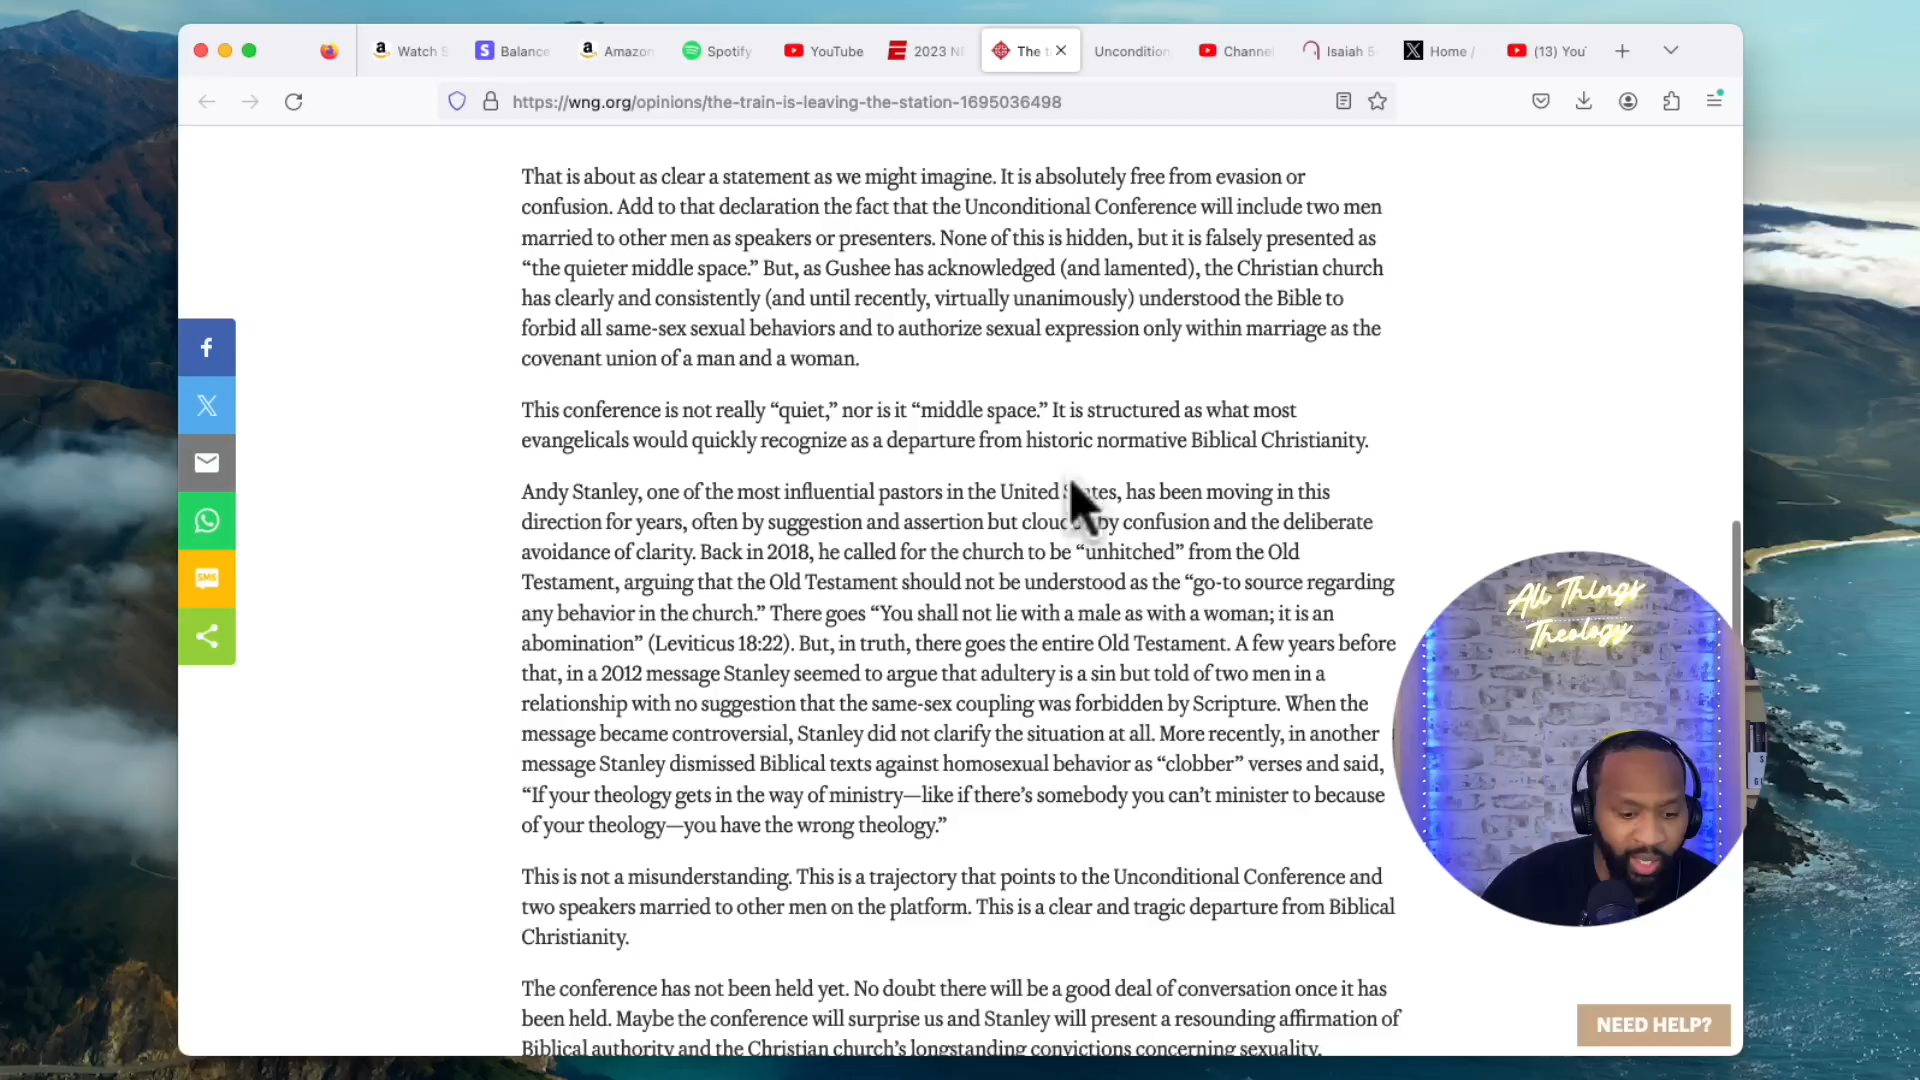 Watch S
Balance
Amazon
Spotify
YouTube
2023 N
The t
Uncondition
Channel
Isaiah 5
Home /
(13) You
https://wng.org/opinions/the-train-is-leaving-the-station-1695036498
That is about as clear a statement as we might imagine. It is absolutely free from evasion or
confusion. Add to that declaration the fact that the Unconditional Conference will include two men
married to other men as speakers or presenters. None of this is hidden, but it is falsely presented as
“the quieter middle space.” But, as Gushee has acknowledged (and lamented), the Christian church
has clearly and consistently (and until recently, virtually unanimously) understood the Bible to
forbid all same-sex sexual behaviors and to authorize sexual expression only within marriage as the
covenant union of a man and a woman.
This conference is not really “quiet,” nor is it “middle space.” It is structured as what most
evangelicals would quickly recognize as a departure from historic normative Biblical Christianity.
Andy Stanley, one of the most influential pastors in the United States, has been moving in this
direction for years, often by suggestion and assertion but clouded by confusion and the deliberate
avoidance of clarity. Back in 2018, he called for the church to be “unhitched” from the Old
Testament, arguing that the Old Testament should not be understood as the “go-to source regarding
any behavior in the church.” There goes “You shall not lie with a male as with a woman; it is an
abomination” (Leviticus 18:22). But, in truth, there goes the entire Old Testament. A few years before
that, in a 2012 message Stanley seemed to argue that adultery is a sin but told of two men in a
relationship with no suggestion that the same-sex coupling was forbidden by Scripture. When the
message became controversial, Stanley did not clarify the situation at all. More recently, in another
message Stanley dismissed Biblical texts against homosexual behavior as “clobber” verses and said,
“If your theology gets in the way of ministry—like if there’s somebody you can’t minister to because
of your theology—you have the wrong theology.”
This is not a misunderstanding. This is a trajectory that points to the Unconditional Conference and
two speakers married to other men on the platform. This is a clear and tragic departure from Biblical
Christianity.
The conference has not been held yet. No doubt there will be a good deal of conversation once it has
been held. Maybe the conference will surprise us and Stanley will present a resounding affirmation of
Biblical authority and the Christian church’s longstanding convictions concerning sexuality.
SMS
All Things
Theology
NEED HELP?